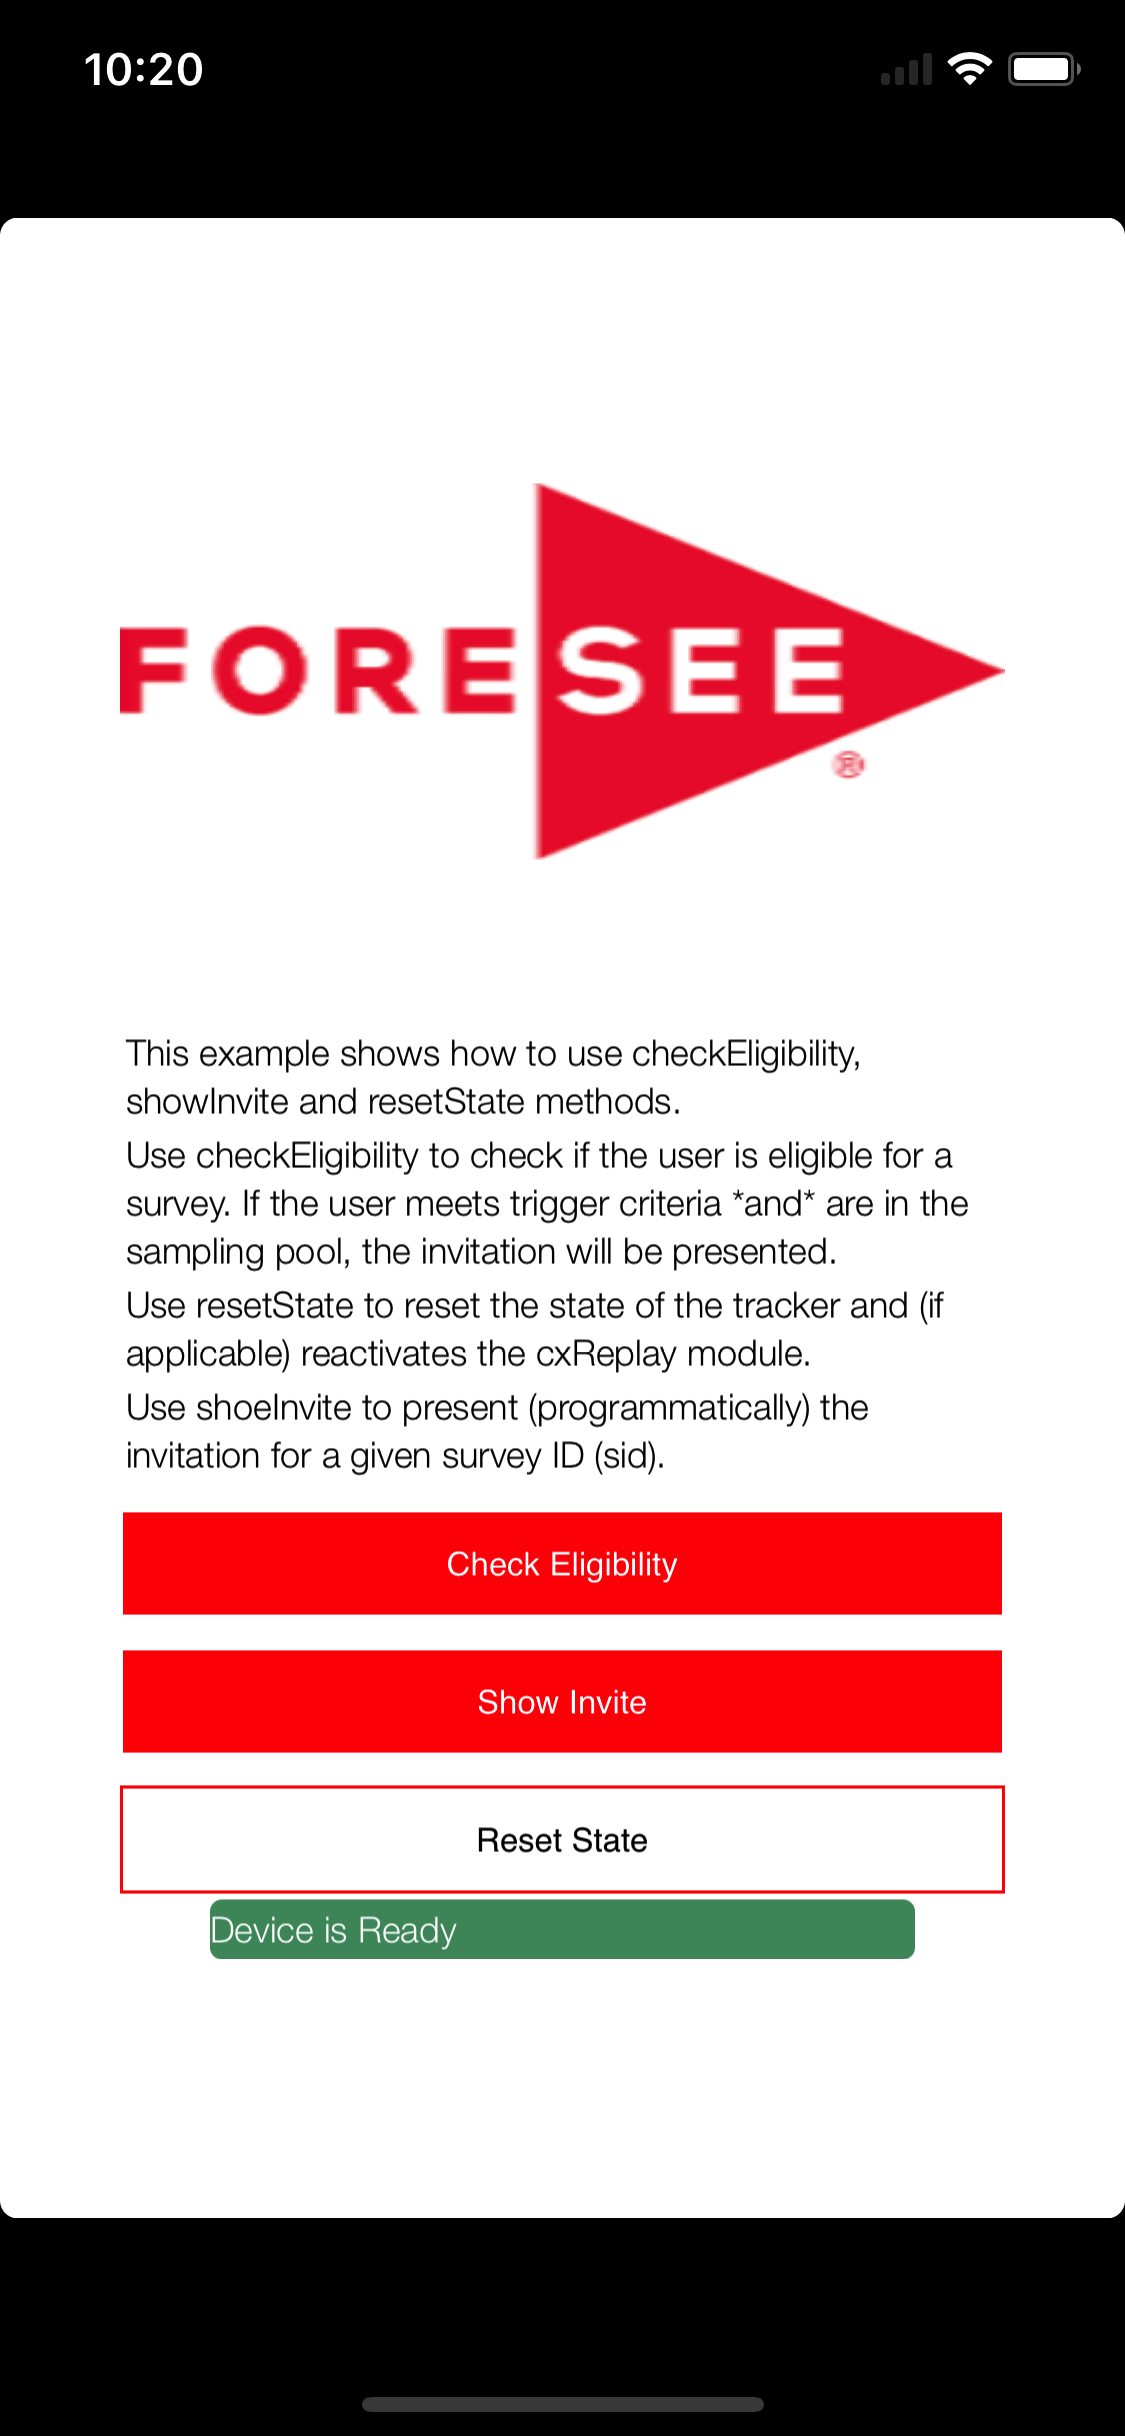 10:20
FORESEE
®
This example shows how to use checkEligibility,
showInvite and resetState methods.
Use checkEligibility to check if the user is eligible for a
survey. If the user meets trigger criteria *and* are in the
sampling pool, the invitation will be presented.
Use resetState to reset the state of the tracker and (if
applicable) reactivates the cxReplay module.
Use shoeInvite to present (programmatically) the
invitation for a given survey ID (sid).
Check Eligibility
Show Invite
Reset State
Device is Ready